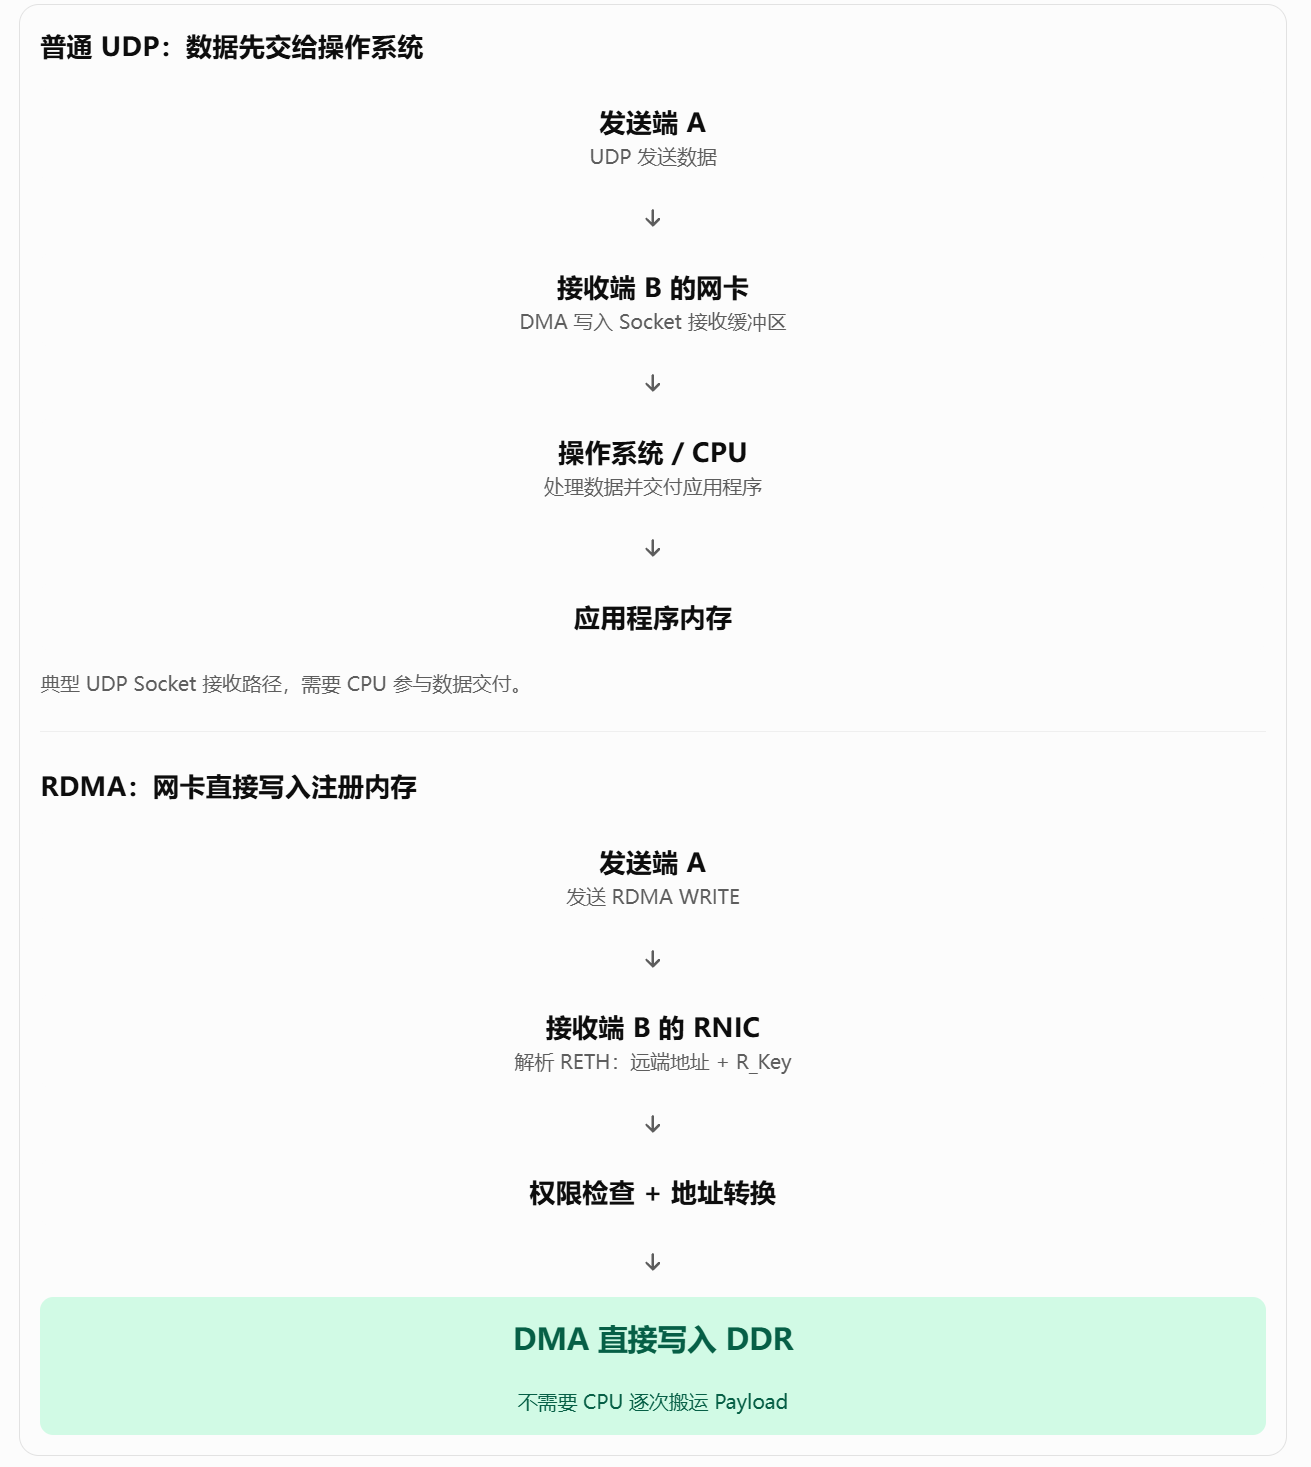 普通 UDP：数据先交给操作系统
发送端 A
UDP 发送数据
↓
接收端 B 的网卡
DMA 写入 Socket 接收缓冲区
↓
操作系统 / CPU
处理数据并交付应用程序
↓
应用程序内存
典型 UDP Socket 接收路径，需要 CPU 参与数据交付。
RDMA：网卡直接写入注册内存
发送端 A
发送 RDMA WRITE
↓
接收端 B 的 RNIC
解析 RETH：远端地址 + R_Key
↓
权限检查 + 地址转换
↓
DMA 直接写入 DDR
不需要 CPU 逐次搬运 Payload